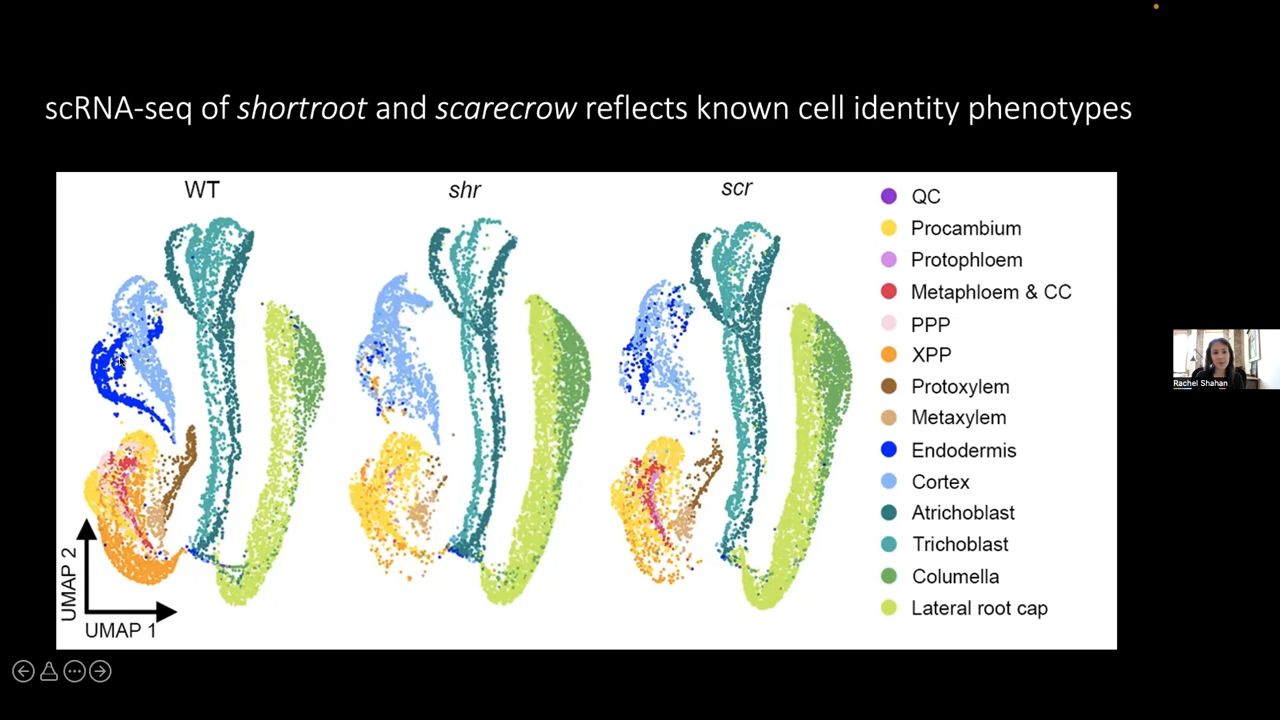 scRNA-seq of shortroot and scarecrow reflects known cell identity phenotypes
WT
shr
scr
QC
Procambium
Protophloem
Metaphloem & CC
PPP
XPP
Protoxylem
Metaxylem
Endodermis
Cortex
Atrichoblast
Trichoblast
Columella
Lateral root cap
UMAP 2
UMAP 1
Rachel Shahan